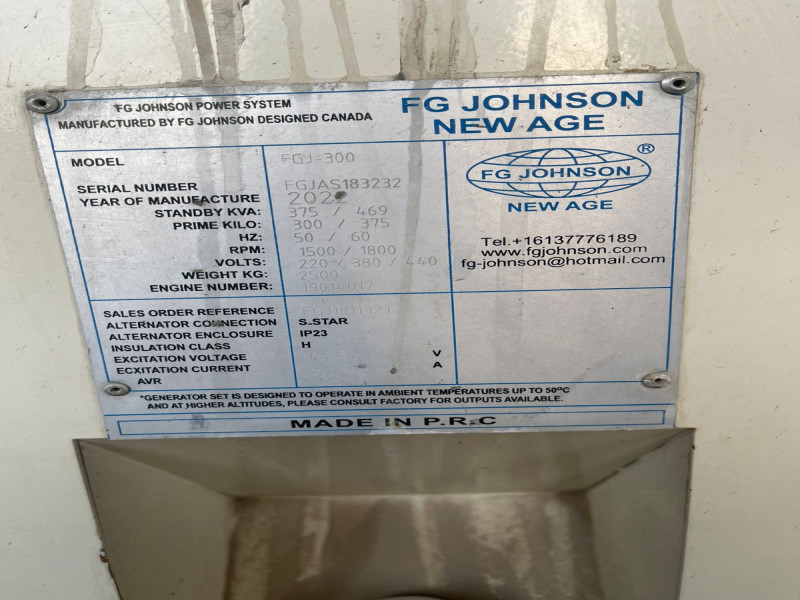 FG JOHNSON POWER SYSTEM
MANUFACTURED BY FG JOHNSON DESIGNED CANADA
FG JOHNSON
NEW AGE
MODEL FGJ-300
SERIAL NUMBER FGJAS183232
YEAR OF MANUFACTURE 2022
STANDBY KVA: 375 / 469
PRIME KILO: 300 / 375
HZ: 50 / 60
RPM: 1500 / 1800
VOLTS: 220 / 380 / 440
WEIGHT KG: 2500
ENGINE NUMBER: 19014017
FG JOHNSON ®
NEW AGE
Tel.+16137776189
www.fgjohnson.com
fg-johnson@hotmail.com
SALES ORDER REFERENCE
ALTERNATOR CONNECTION S.STAR
ALTERNATOR ENCLOSURE IP23
INSULATION CLASS H
EXCITATION VOLTAGE V
ECXITATION CURRENT A
AVR
*GENERATOR SET IS DESIGNED TO OPERATE IN AMBIENT TEMPERATURES UP TO 50ºC
AND AT HIGHER ALTITUDES, PLEASE CONSULT FACTORY FOR OUTPUTS AVAILABLE.
MADE IN P.R.C